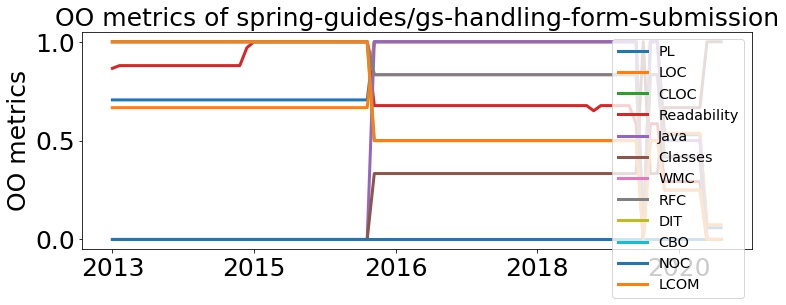 OO metrics of spring-guides/gs-handling-form-submission
OO metrics
1.0
0.5
0.0
2013
2015
2016
2018
2020
PL
LOC
CLOC
Readability
Java
Classes
WMC
RFC
DIT
CBO
NOC
LCOM